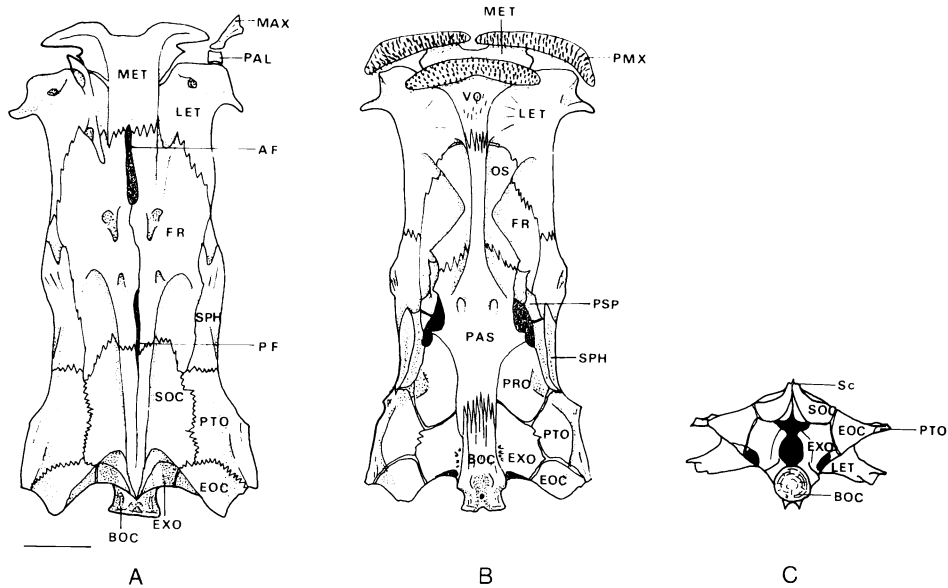 MAX
PAL
MET
LET
AF
FR
SPH
PF
SOC
PTO
EOC
EXO
BOC
A
MET
PMX
VO
LET
OS
FR
PSP
PAS
SPH
PRO
PTO
BOC
EXO
EOC
B
Sc
SOC
EOC
PTO
EXO
LET
BOC
C